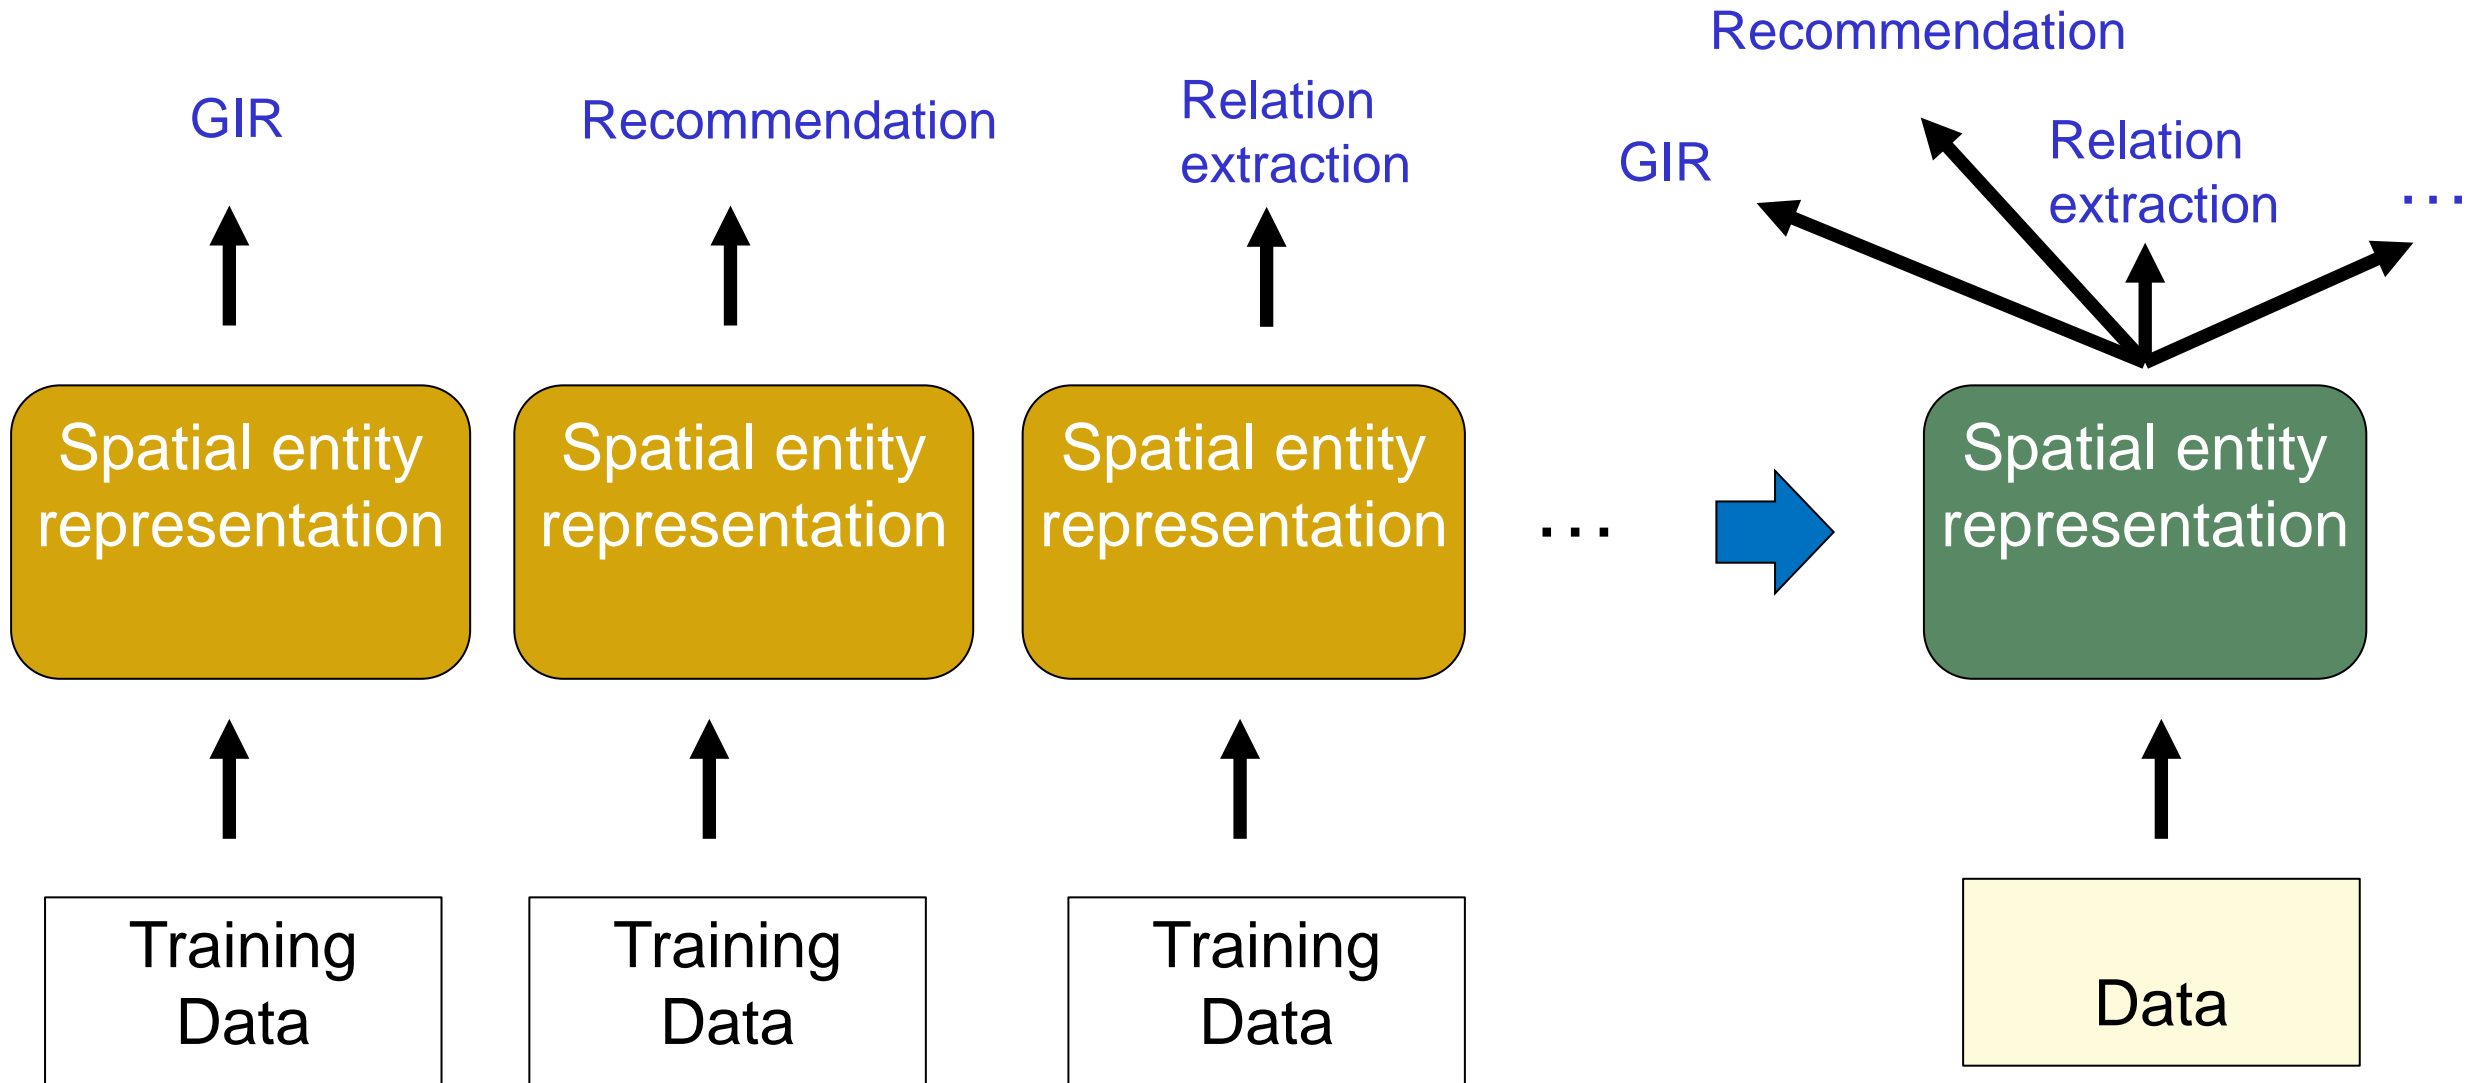 Recommendation
GIR
Recommendation
Relation
extraction
GIR
Relation
extraction
...
Spatial entity
representation
Spatial entity
representation
Spatial entity
representation
...
Spatial entity
representation
Training
Data
Training
Data
Training
Data
Data